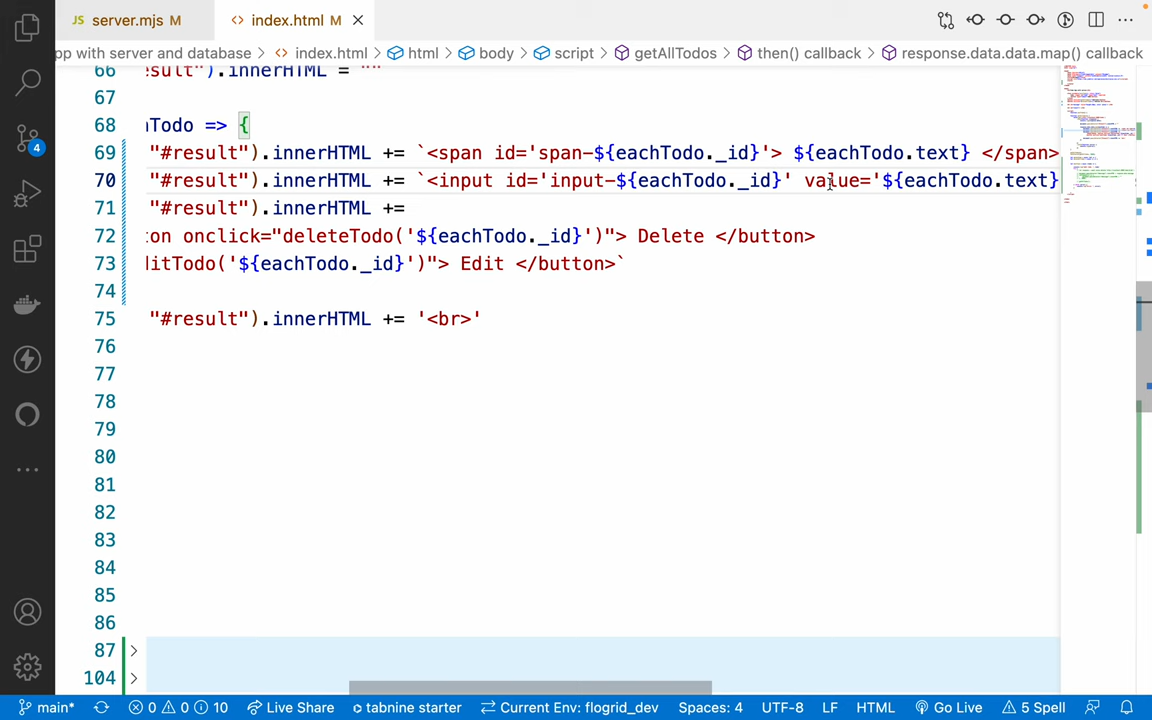 JS server.mjs M
<> index.html M ×
pp with server and database > <> index.html > html > body > script > getAllTodos > then() callback > response.data.data.map() callback
66 esult").innerHTML = ""
67
68 hTodo => {
69 "#result").innerHTML += `<span id='span-${eachTodo._id}'> ${eachTodo.text} </span>
70 "#result").innerHTML += `<input id='input-${eachTodo._id}' value='${eachTodo.text}
71 "#result").innerHTML +=
72 ton onclick="deleteTodo('${eachTodo._id}')"> Delete </button>
73 ditTodo('${eachTodo._id}')"> Edit </button>`
74
75 "#result").innerHTML += '<br>'
76
77
78
79
80
81
82
83
84
85
86
87 >
104 >
4
main* 0 0 10 Live Share tabnine starter Current Env: flogrid_dev Spaces: 4 UTF-8 LF HTML Go Live 5 Spell